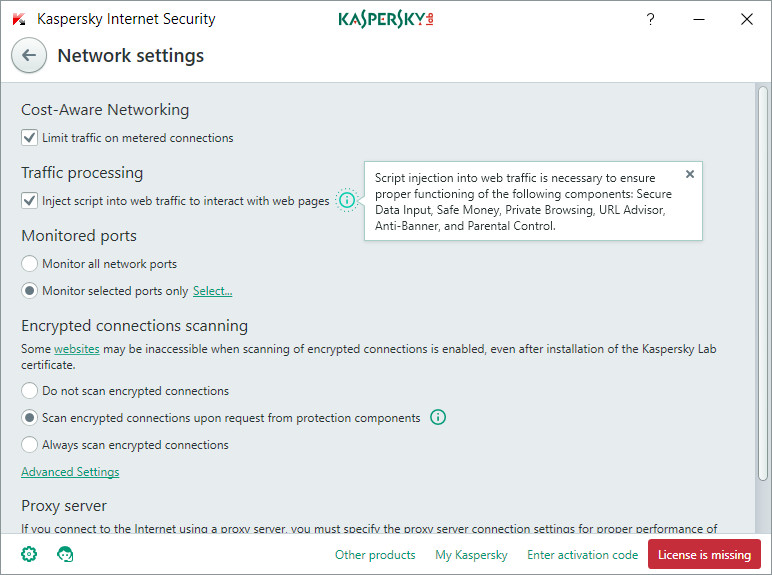 Kaspersky Internet Security
KASPERSKY lab
?
Network settings
Cost-Aware Networking
Limit traffic on metered connections
Traffic processing
Inject script into web traffic to interact with web pages
Script injection into web traffic is necessary to ensure
proper functioning of the following components: Secure
Data Input, Safe Money, Private Browsing, URL Advisor,
Anti-Banner, and Parental Control.
Monitored ports
Monitor all network ports
Monitor selected ports only Select...
Encrypted connections scanning
Some websites may be inaccessible when scanning of encrypted connections is enabled, even after installation of the Kaspersky Lab
certificate.
Do not scan encrypted connections
Scan encrypted connections upon request from protection components
Always scan encrypted connections
Advanced Settings
Proxy server
If you connect to the Internet using a proxy server, you must specify the proxy server connection settings for proper performance of
Other products My Kaspersky Enter activation code License is missing